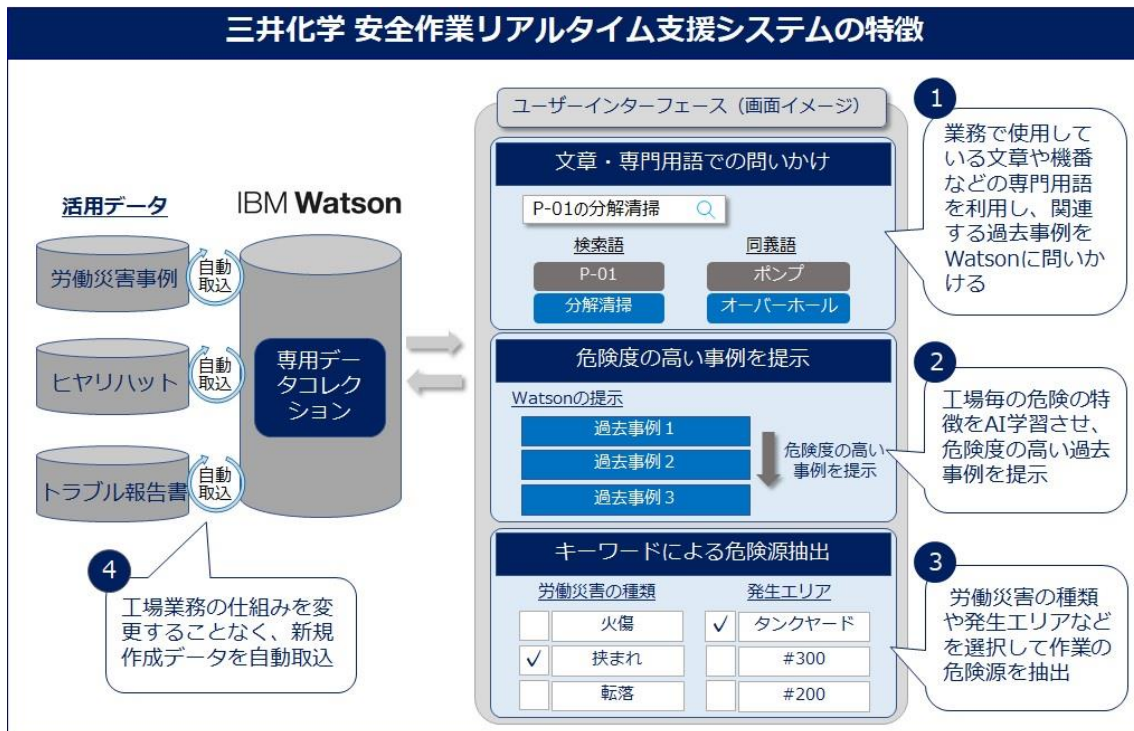 三井化学 安全作業リアルタイム支援システムの特徴
活用データ
IBM Watson
労働災害事例
自動
取込
ヒヤリハット
自動
取込
トラブル報告書
自動
取込
専用デー
タコレク
ション
4
工場業務の仕組みを変
更することなく、新規
作成データを自動取込
ユーザーインターフェース（画面イメージ）
文章・専門用語での問いかけ
P-01の分解清掃
検索語
同義語
P-01
ポンプ
分解清掃
オーバーホール
危険度の高い事例を提示
Watsonの提示
過去事例１
過去事例２
過去事例３
危険度の高い
事例を提示
キーワードによる危険源抽出
労働災害の種類
発生エリア
火傷
✓ タンクヤード
✓ 挟まれ
#300
転落
#200
1
業務で使用して
いる文章や機番
などの専門用語
を利用し、関連
する過去事例を
Watsonに問いか
ける
2
工場毎の危険の特
徴をAI学習させ、
危険度の高い過去
事例を提示
3
労働災害の種類
や発生エリアなど
を選択して作業の
危険源を抽出